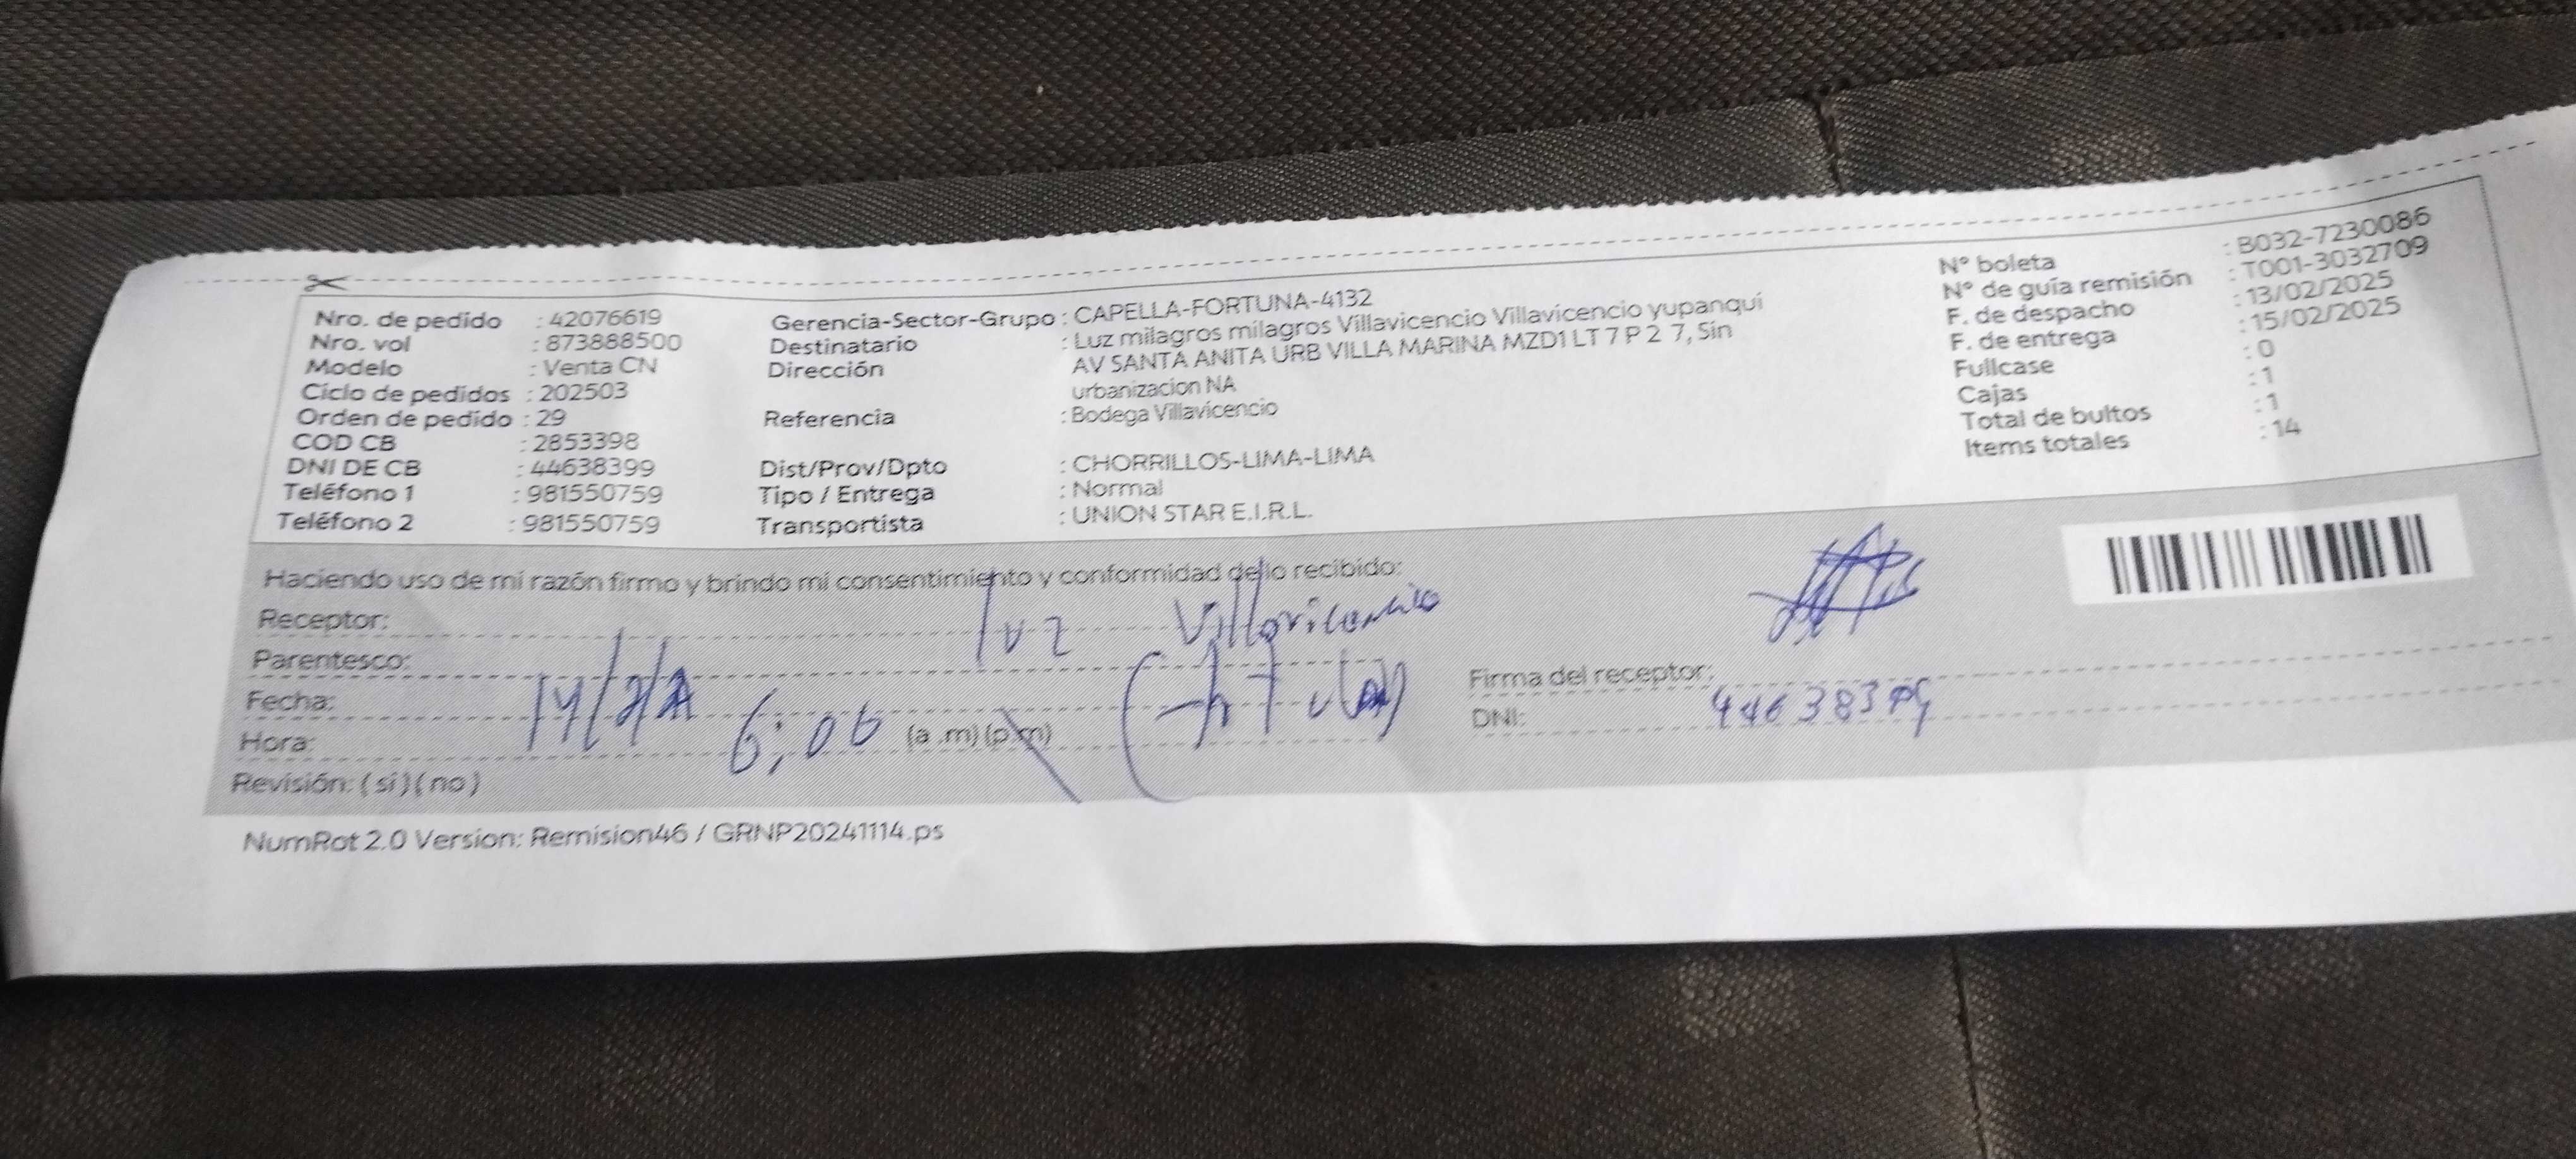 Nro. de pedido : 42076619
Nro. vol : 873888500
Modelo : Venta CN
Ciclo de pedidos : 202503
Orden de pedido : 29
COD CB : 2853398
DNI DE CB : 44638399
Teléfono 1 : 981550759
Teléfono 2 : 981550759
Gerencia-Sector-Grupo : CAPELLA-FORTUNA-4132
Destinatario : Luz milagros milagros Villavicencio Villavicencio yupanqui
Dirección AV SANTA ANITA URB VILLA MARINA MZD1 LT 7 P 2 7, Sin
urbanizacion NA
Referencia : Bodega Villavicencio
Dist/Prov/Dpto : CHORRILLOS-LIMA-LIMA
Tipo / Entrega : Normal
Transportista : UNION STAR E.I.R.L.
N° boleta : B032-7230086
N° de guía remisión : T001-3032709
F. de despacho : 13/02/2025
F. de entrega : 15/02/2025
Fullcase : 0
Cajas : 1
Total de bultos : 1
Items totales : 14
Haciendo uso de mi razón firmo y brindo mi consentimiento y conformidad de lo recibido:
Receptor: Luz Villavicencio
Parentesco:
Fecha: 14/2/
Hora: 6:06 (a .m) (p.m)
Revisión: ( si ) ( no )
Firma del receptor:
DNI: 44638399
NumRot 2.0 Version: Remision46 / GRNP20241114.ps